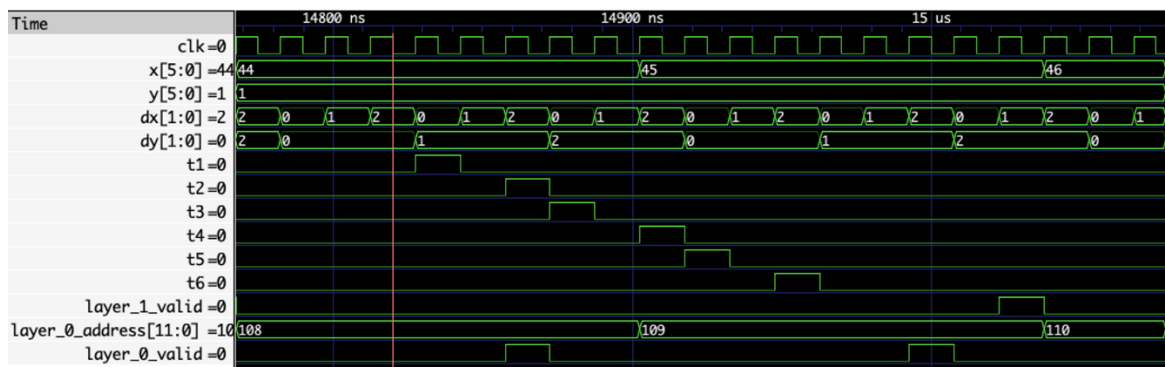 Time 14800 ns 14900 ns 15 us
clk=0
x[5:0] =44 44 45 46
y[5:0] =1 1
dx[1:0] =2 2 0 1 2 0 1 2 0 1 2 0 1 2 0 1 2 0 1 2 0 1
dy[1:0] =0 2 0 1 2 0 1 2 0
t1=0
t2=0
t3=0
t4=0
t5=0
t6=0
layer_1_valid =0
layer_0_address[11:0] =10 108 109 110
layer_0_valid =0